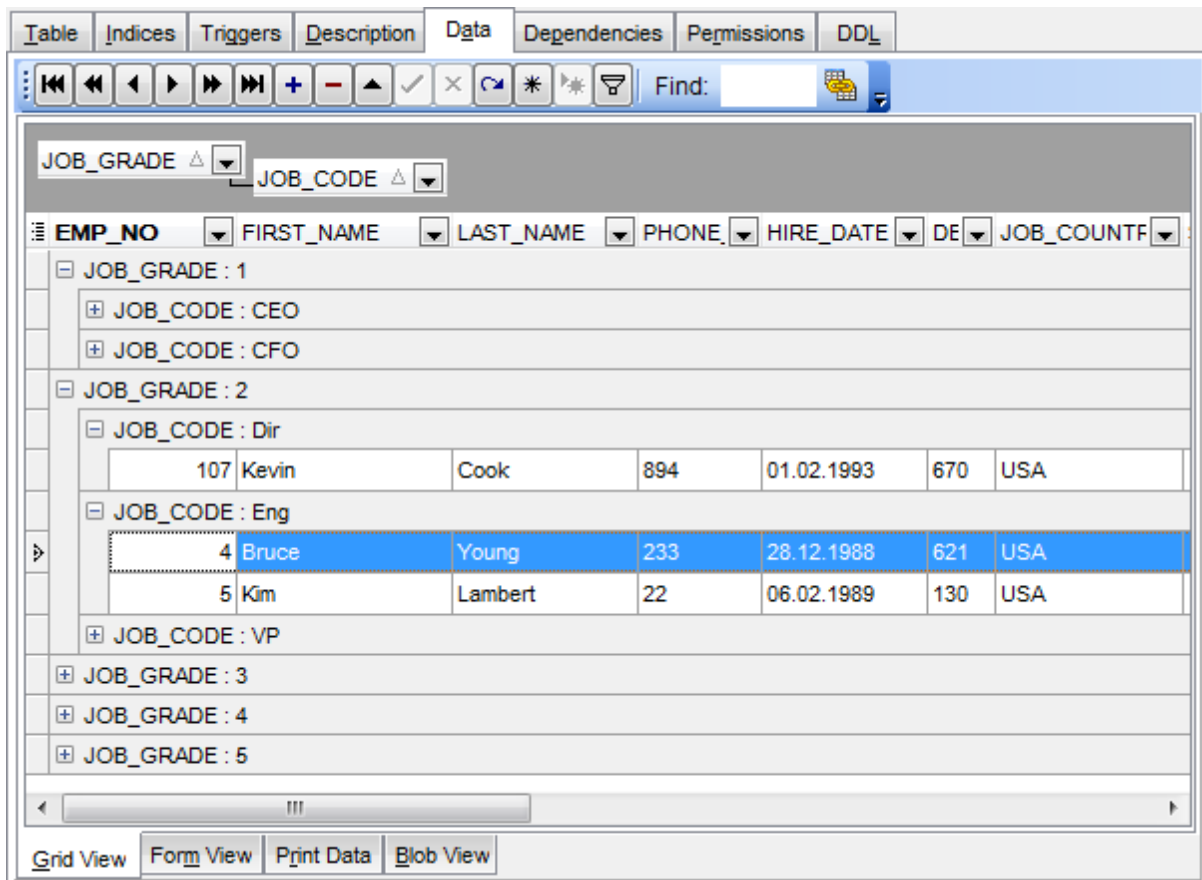 Table Indices Triggers Description Data Dependencies Permissions DDL
Find:
JOB_GRADE
JOB_CODE
EMP_NO FIRST_NAME LAST_NAME PHONE_ HIRE_DATE DE JOB_COUNTR
JOB_GRADE : 1
JOB_CODE : CEO
JOB_CODE : CFO
JOB_GRADE : 2
JOB_CODE : Dir
107 Kevin Cook 894 01.02.1993 670 USA
JOB_CODE : Eng
4 Bruce Young 233 28.12.1988 621 USA
5 Kim Lambert 22 06.02.1989 130 USA
JOB_CODE : VP
JOB_GRADE : 3
JOB_GRADE : 4
JOB_GRADE : 5
Grid View Form View Print Data Blob View